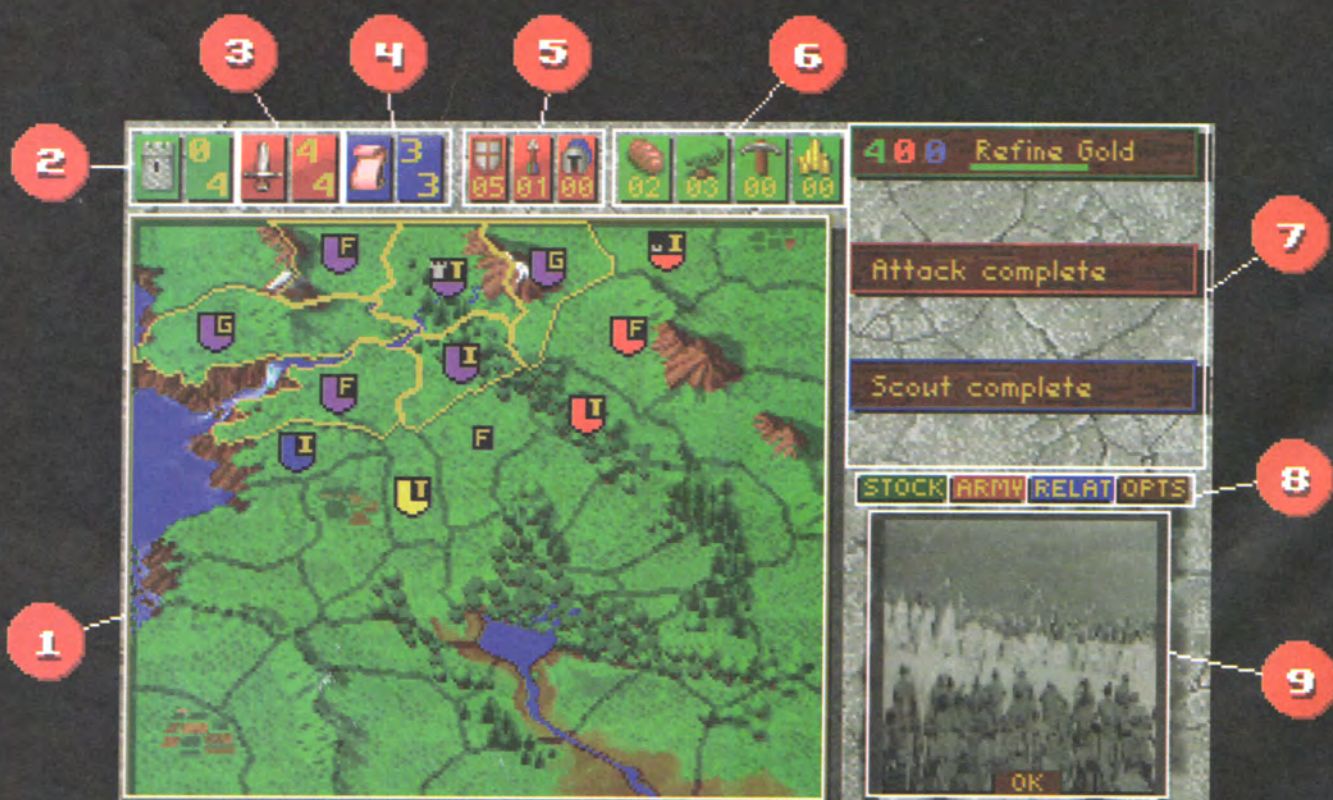 3 4 5 6
2
0 4 3
4 4 3
05 01 00
02 03 00 00
400 Refine Gold
7
F
T
G
I
Attack complete
G
F
I
F
T
Scout complete
I
F
T
STOCK ARMY RELAT OPTS
8
1
9
OK